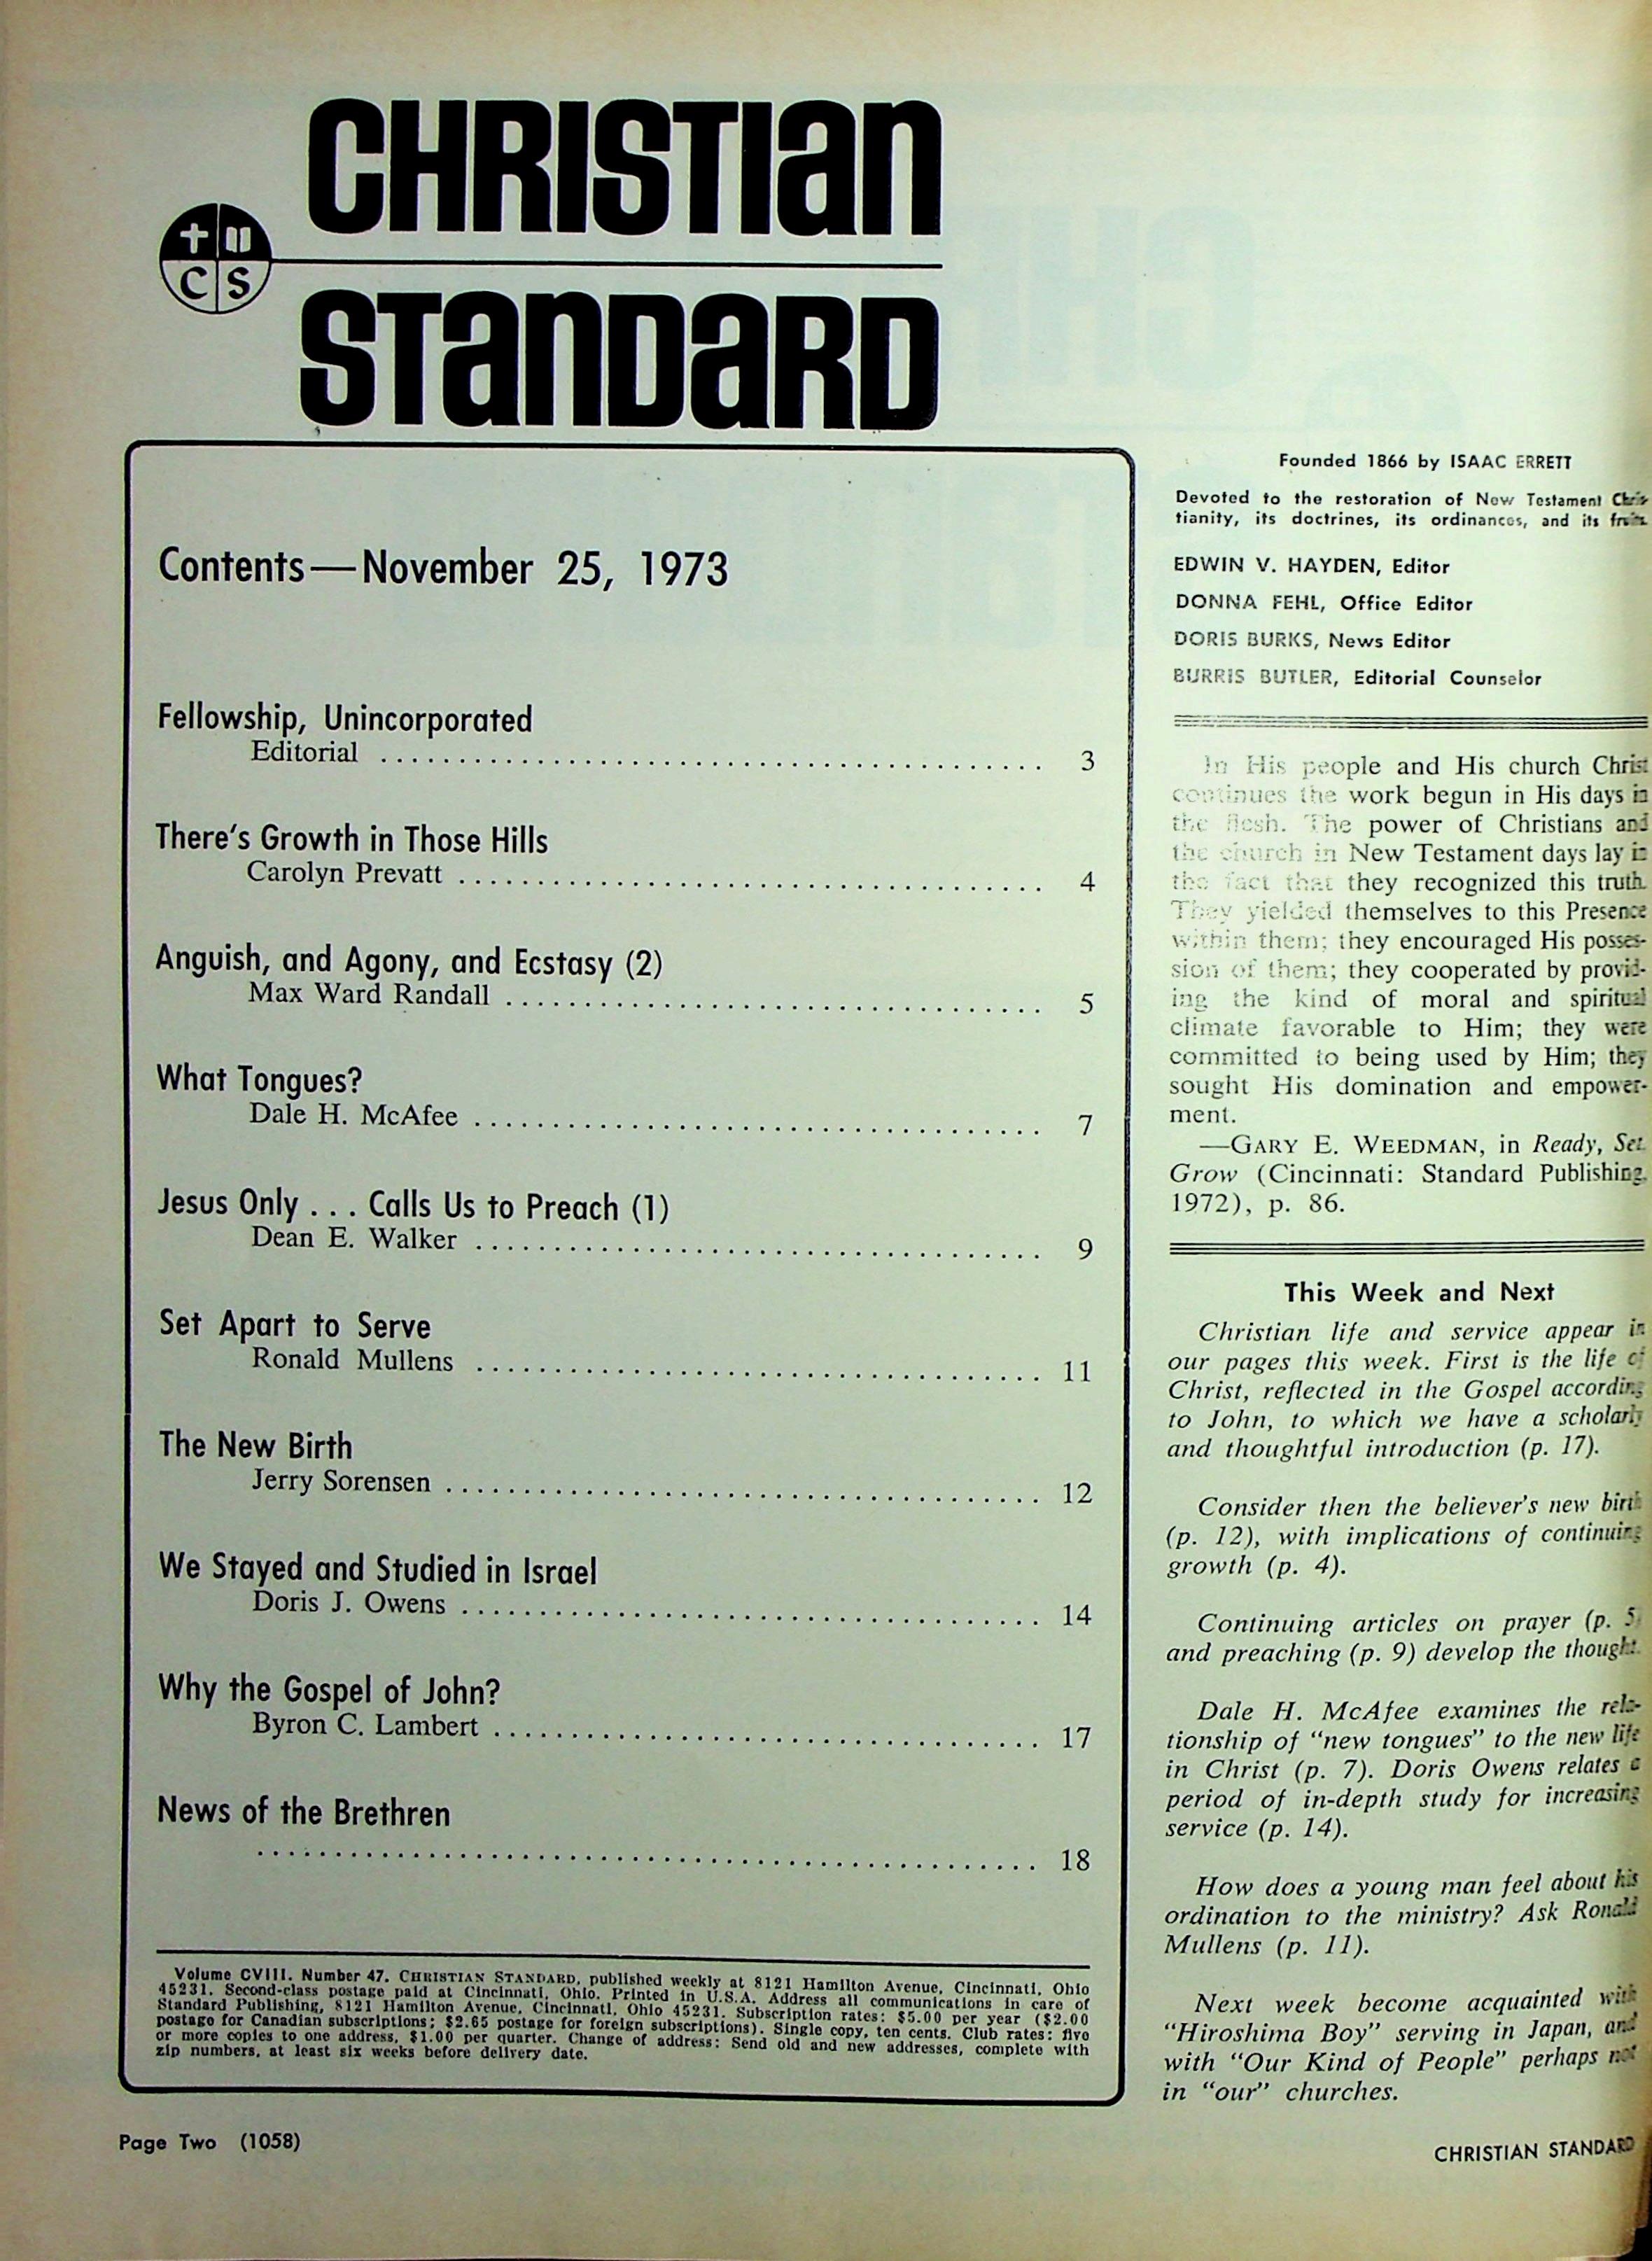 CHRISTIAN
C S
STANDARD
Contents—November 25, 1973
Fellowship, Unincorporated
Editorial ........................................... 3
There's Growth in Those Hills
Carolyn Prevatt ...................................... 4
Anguish, and Agony, and Ecstasy (2)
Max Ward Randall ................................... 5
What Tongues?
Dale H. McAfee ..................................... 7
Jesus Only . . . Calls Us to Preach (1)
Dean E. Walker ..................................... 9
Set Apart to Serve
Ronald Mullens ..................................... 11
The New Birth
Jerry Sorensen ....................................... 12
We Stayed and Studied in Israel
Doris J. Owens ...................................... 14
Why the Gospel of John?
Byron C. Lambert .................................... 17
News of the Brethren
................................................... 18
Volume CVIII. Number 47. CHRISTIAN STANDARD, published weekly at 8121 Hamilton Avenue, Cincinnati, Ohio
45231. Second-class postage paid at Cincinnati, Ohio. Printed in U.S.A. Address all communications in care of
Standard Publishing, 8121 Hamilton Avenue, Cincinnati, Ohio 45231. Subscription rates: $5.00 per year ($2.00
postage for Canadian subscriptions; $2.65 postage for foreign subscriptions). Single copy, ten cents. Club rates: five
or more copies to one address, $1.00 per quarter. Change of address: Send old and new addresses, complete with
zip numbers, at least six weeks before delivery date.
Page Two (1058)
Founded 1866 by ISAAC ERRETT
Devoted to the restoration of New Testament Chris-
tianity, its doctrines, its ordinances, and its fruits.
EDWIN V. HAYDEN, Editor
DONNA FEHL, Office Editor
DORIS BURKS, News Editor
BURRIS BUTLER, Editorial Counselor
In His people and His church Christ
continues the work begun in His days in
the flesh. The power of Christians and
the church in New Testament days lay in
the fact that they recognized this truth.
They yielded themselves to this Presence
within them; they encouraged His posses-
sion of them; they cooperated by provid-
ing the kind of moral and spiritual
climate favorable to Him; they were
committed to being used by Him; they
sought His domination and empower-
ment.
—GARY E. WEEDMAN, in Ready, Set,
Grow (Cincinnati: Standard Publishing,
1972), p. 86.
This Week and Next
Christian life and service appear in
our pages this week. First is the life of
Christ, reflected in the Gospel according
to John, to which we have a scholarly
and thoughtful introduction (p. 17).
Consider then the believer's new birth
(p. 12), with implications of continuing
growth (p. 4).
Continuing articles on prayer (p. 5)
and preaching (p. 9) develop the thought.
Dale H. McAfee examines the rela-
tionship of "new tongues" to the new life
in Christ (p. 7). Doris Owens relates a
period of in-depth study for increasing
service (p. 14).
How does a young man feel about his
ordination to the ministry? Ask Ronald
Mullens (p. 11).
Next week become acquainted with
"Hiroshima Boy" serving in Japan, and
with "Our Kind of People" perhaps not
in "our" churches.
CHRISTIAN STANDARD